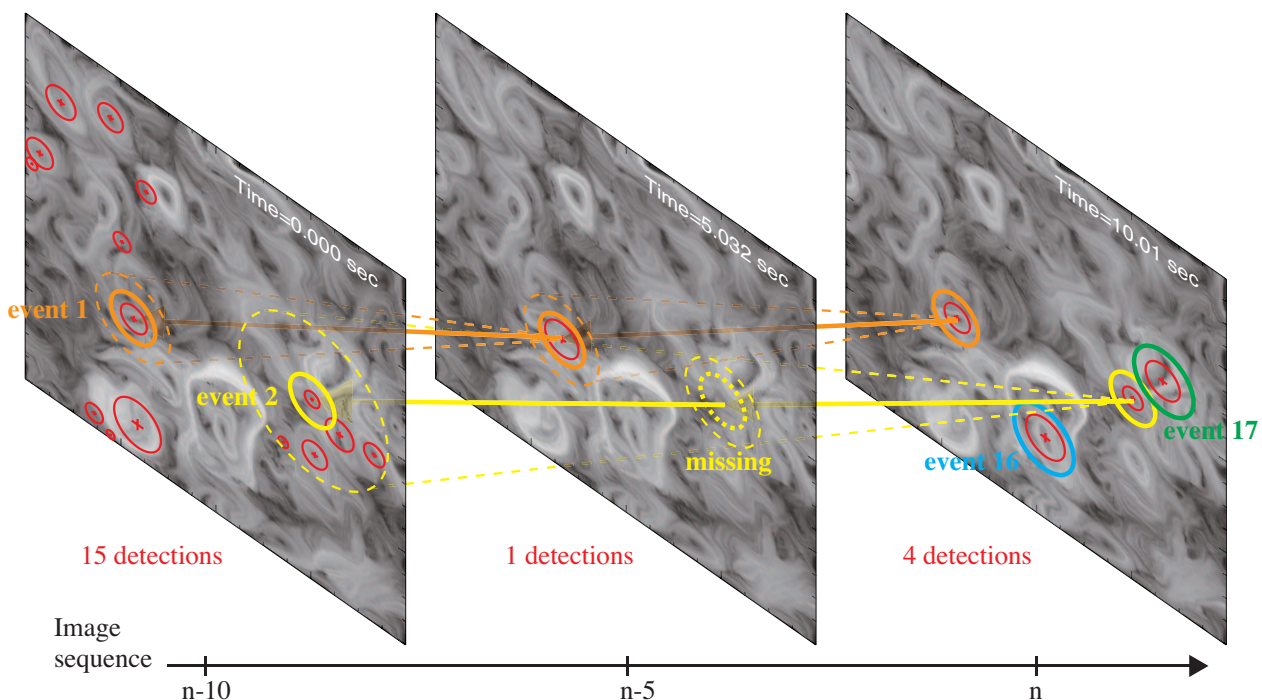 Time=0.000 sec
Time=5.032 sec
Time=10.01 sec
event 1
event 2
missing
event 16
event 17
15 detections
1 detections
4 detections
Image
sequence
n-10
n-5
n